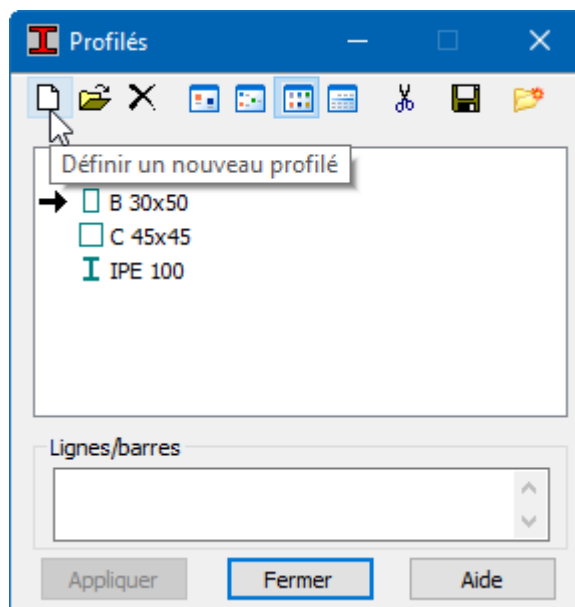 Profilés
Définir un nouveau profilé
B 30x50
C 45x45
IPE 100
Lignes/barres
Appliquer Fermer Aide